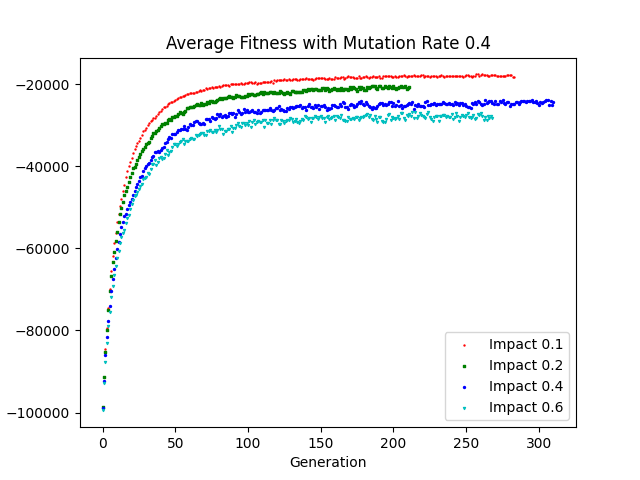 Average Fitness with Mutation Rate 0.4
−20000
−40000
−60000
−80000
−100000
0 50 100 150 200 250 300
Generation
Impact 0.1
Impact 0.2
Impact 0.4
Impact 0.6